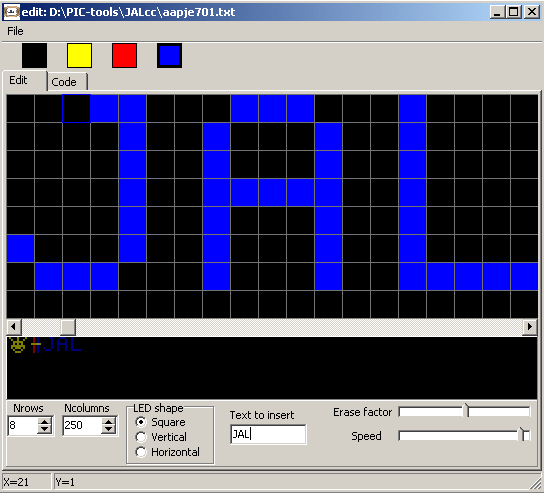 edit: D:\PIC-tools\JALcc\aapje701.txt
File
Edit Code
JAL
JAL
Nrows Ncolumns LED shape Text to insert Erase factor
8 250 Square JAL
Vertical Speed
Horizontal
X=21 Y=1